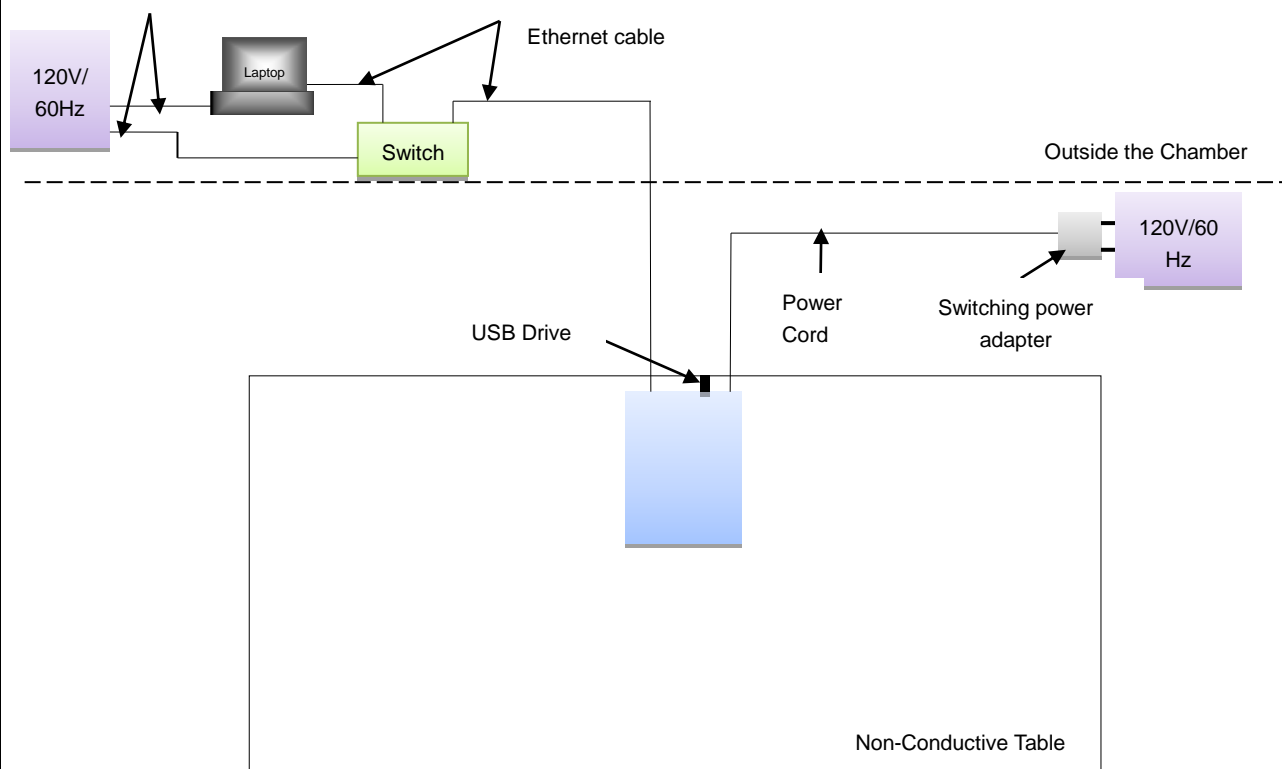 Ethernet cable
120V/
60Hz
Laptop
Switch
Outside the Chamber
120V/60
Hz
Power
Cord
Switching power
adapter
USB Drive
Non-Conductive Table